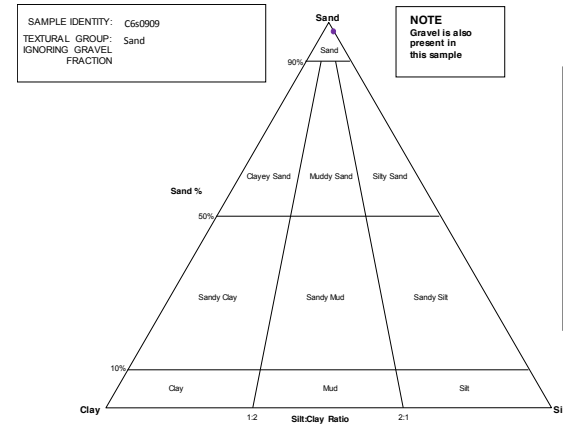 SAMPLE IDENTITY: C6s0909
TEXTURAL GROUP: Sand
IGNORING GRAVEL
FRACTION
NOTE
Gravel is also
present in
this sample
Sand
Sand
90%
Clayey Sand
Muddy Sand
Silty Sand
Sand %
50%
Sandy Clay
Sandy Mud
Sandy Silt
10%
Clay
Mud
Silt
Clay
Si
1:2
Silt:Clay Ratio
2:1